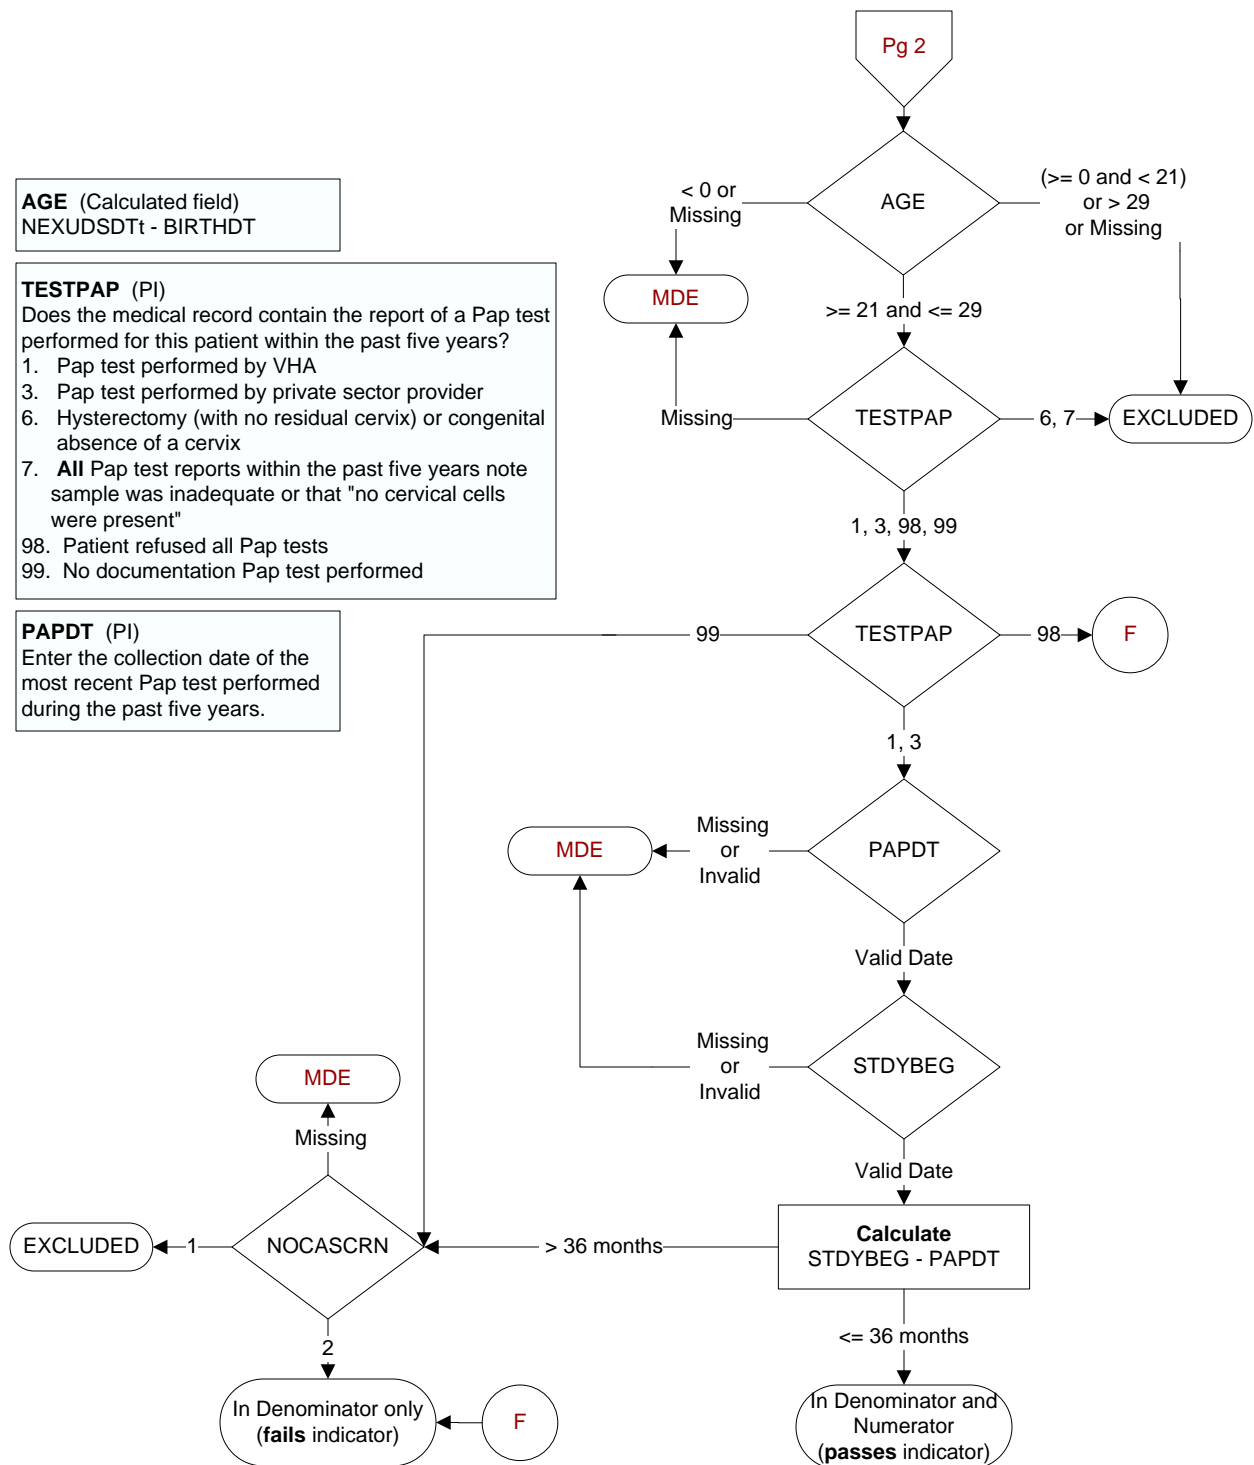 Pg 2
AGE
< 0 or
Missing
(>= 0 and < 21)
or > 29
or Missing
AGE (Calculated field)
NEXUDSDTt - BIRTHDT
MDE
>= 21 and <= 29
TESTPAP (PI)
Does the medical record contain the report of a Pap test
performed for this patient within the past five years?
1. Pap test performed by VHA
3. Pap test performed by private sector provider
6. Hysterectomy (with no residual cervix) or congenital
absence of a cervix
7. All Pap test reports within the past five years note
sample was inadequate or that "no cervical cells
were present"
98. Patient refused all Pap tests
99. No documentation Pap test performed
Missing
TESTPAP
6, 7
EXCLUDED
1, 3, 98, 99
PAPDT (PI)
Enter the collection date of the
most recent Pap test performed
during the past five years.
99
TESTPAP
98
F
1, 3
MDE
Missing
or
Invalid
PAPDT
Valid Date
Missing
or
Invalid
STDYBEG
MDE
Missing
Valid Date
EXCLUDED
1
NOCASCRN
> 36 months
Calculate
STDYBEG - PAPDT
2
<= 36 months
In Denominator only
(fails indicator)
F
In Denominator and
Numerator
(passes indicator)